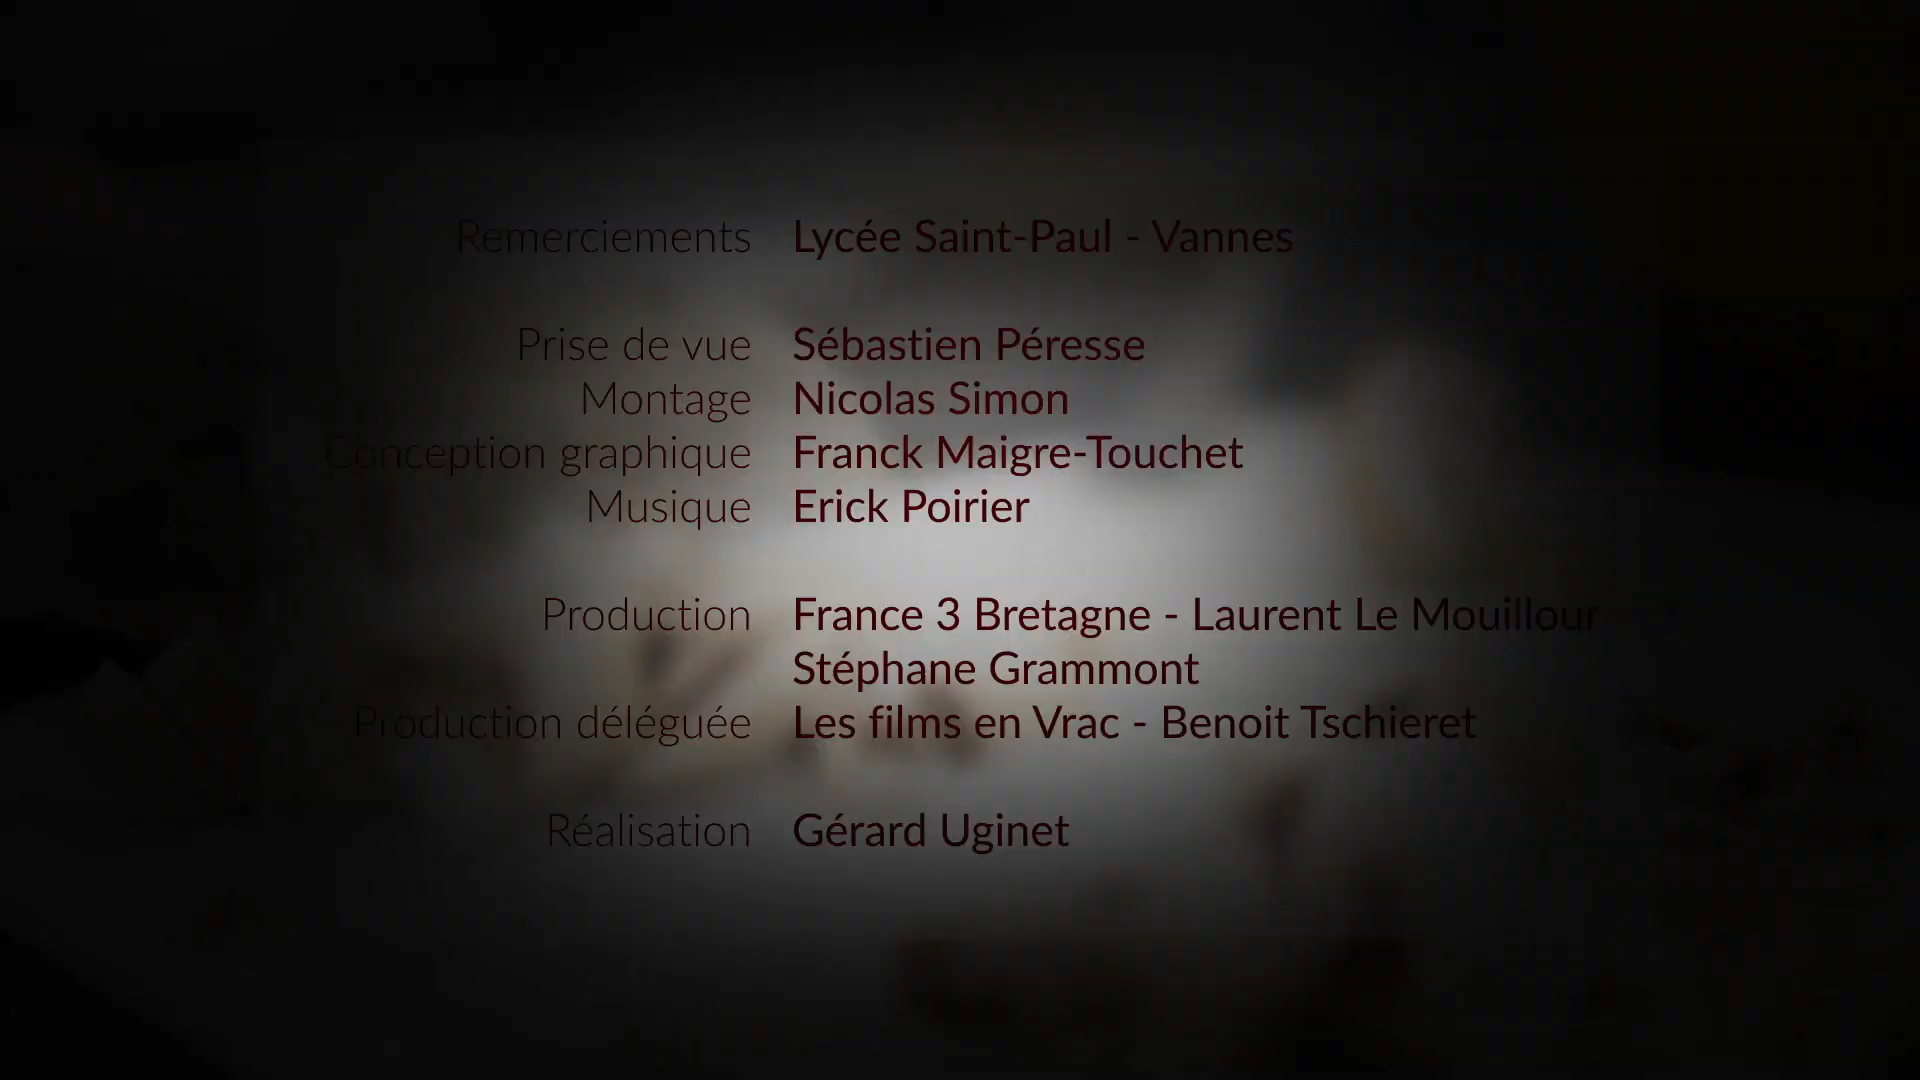 Remerciements Lycée Saint-Paul - Vannes
Prise de vue Sébastien Péresse
Montage Nicolas Simon
Conception graphique Franck Maigre-Touchet
Musique Erick Poirier
Production France 3 Bretagne - Laurent Le Mouillour
Stéphane Grammont
Production déléguée Les films en Vrac - Benoit Tschieret
Réalisation Gérard Uginet